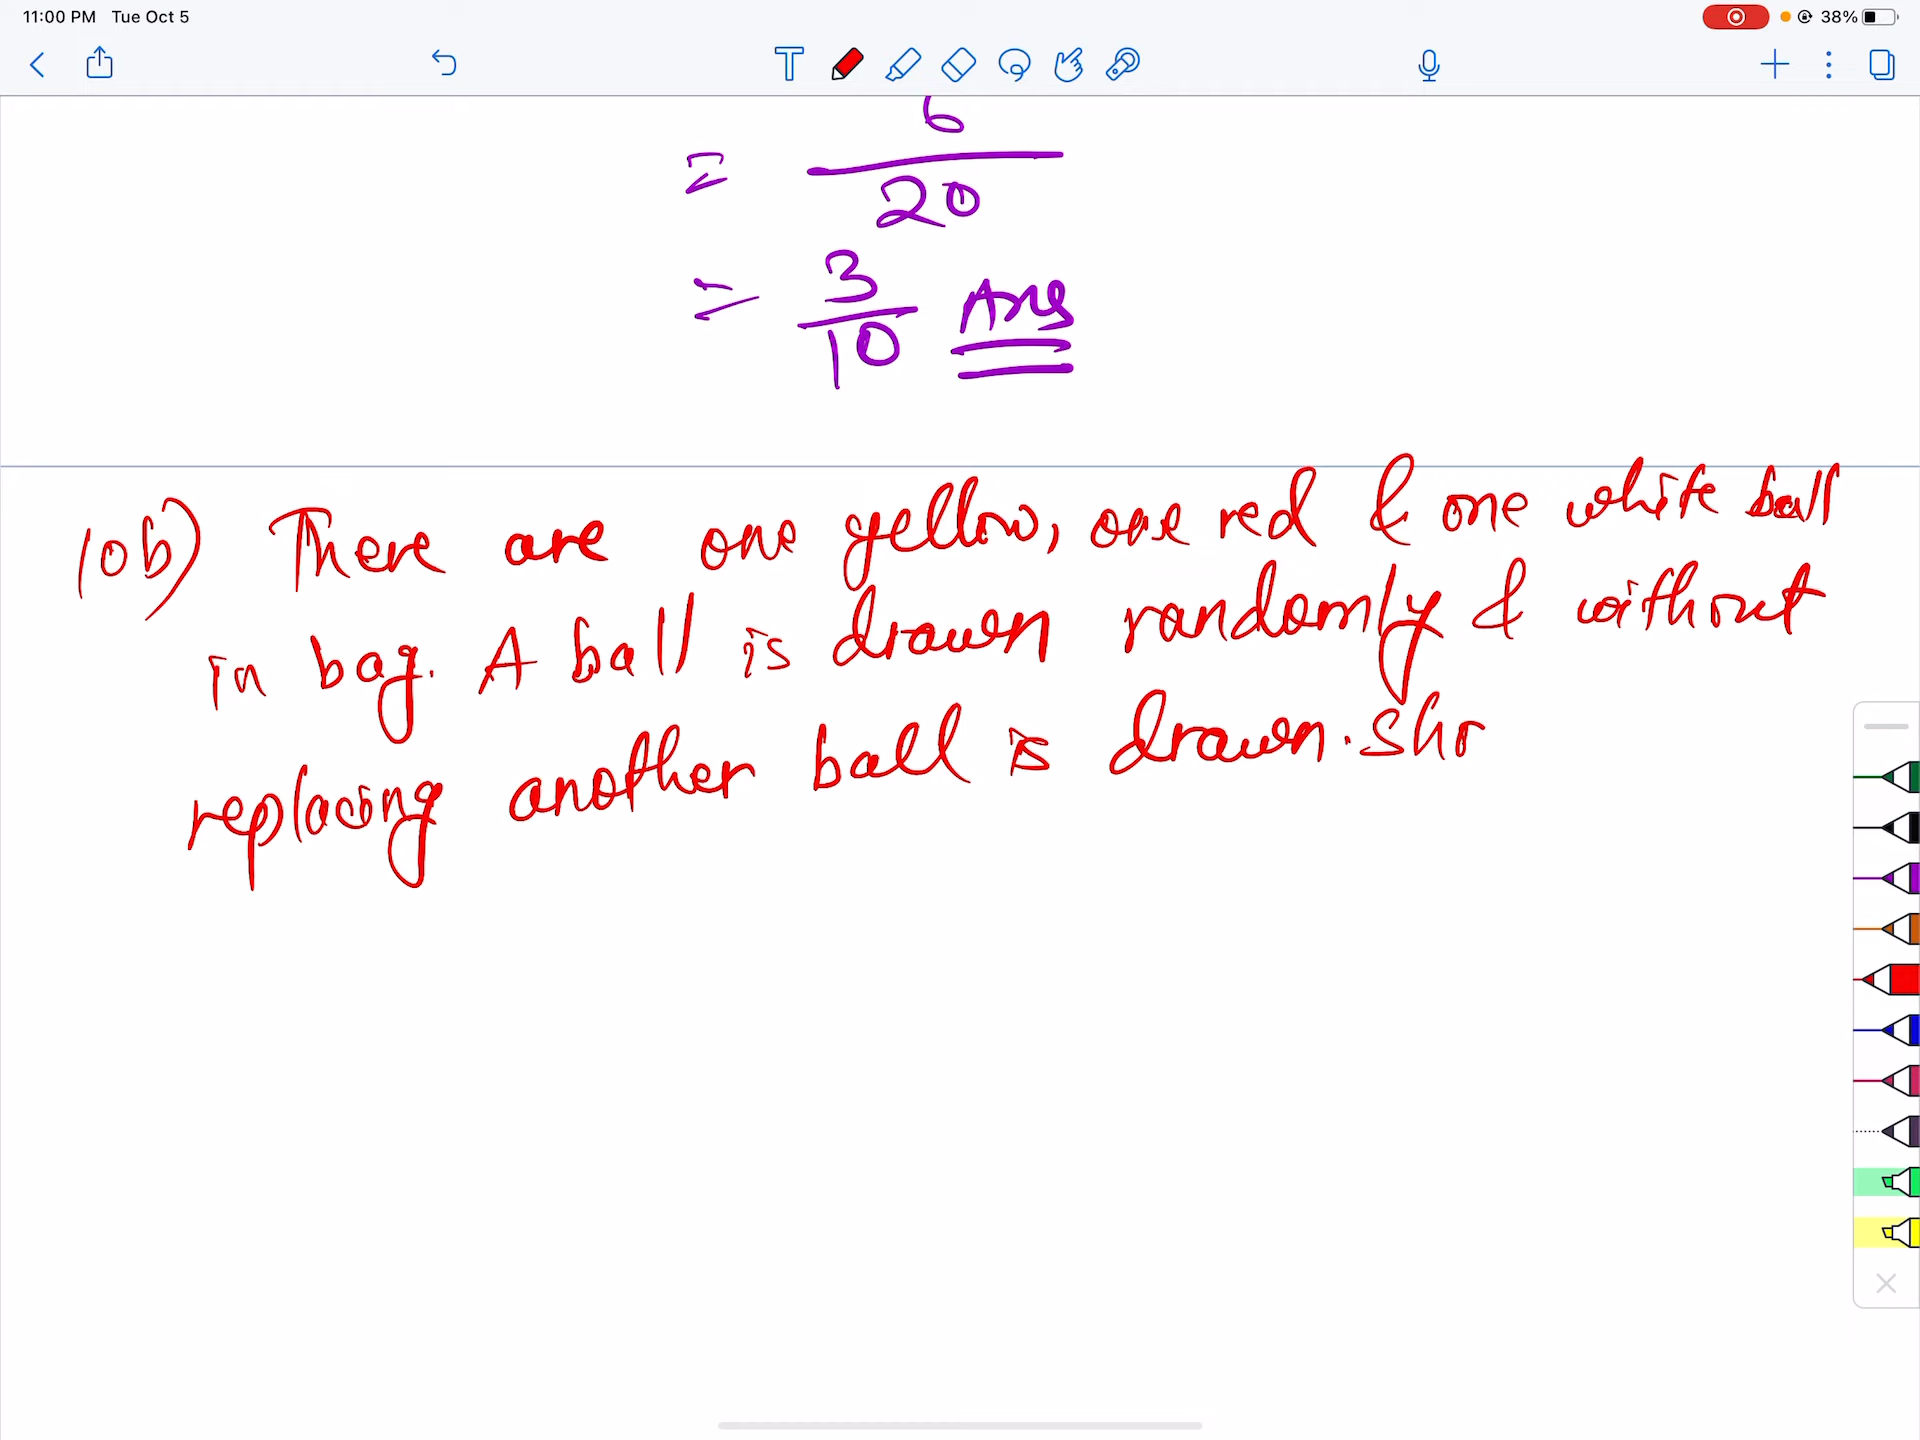 11:00 PM Tue Oct 5
38%
6
= 20
= 3/10 Ans
10b) There are one yellow, one red & one white ball
in bag. A ball is drawn randomly & without
replacing another ball is drawn. Sho